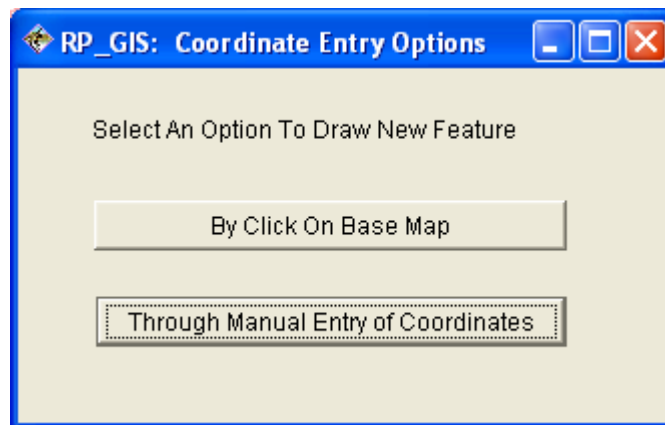 RP_GIS: Coordinate Entry Options
Select An Option To Draw New Feature
By Click On Base Map
Through Manual Entry of Coordinates